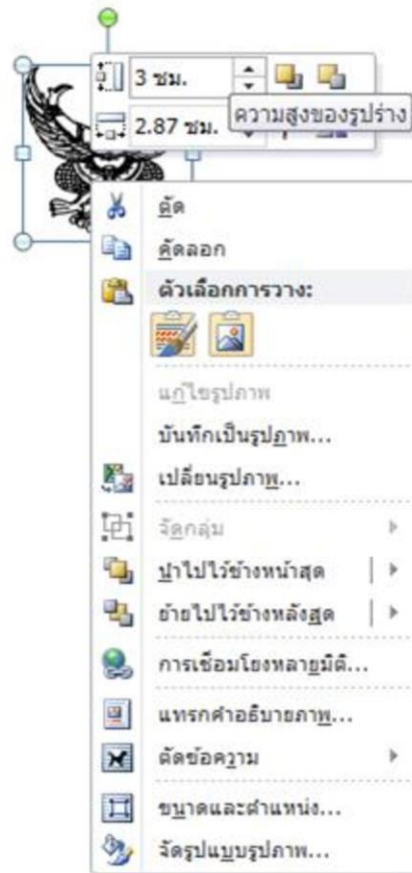 3 ซม.
2.87 ซม.
ความสูงของรูปร่าง
ตัด
คัดลอก
ตัวเลือกการวาง:
แก้ไขรูปภาพ
บันทึกเป็นรูปภาพ...
เปลี่ยนรูปภาพ...
จัดกลุ่ม
นำไปไว้ข้างหน้าสุด
ย้ายไปไว้ข้างหลังสุด
การเชื่อมโยงหลายมิติ...
แทรกคำอธิบายภาพ...
ตัดข้อความ
ขนาดและตำแหน่ง...
จัดรูปแบบรูปภาพ...